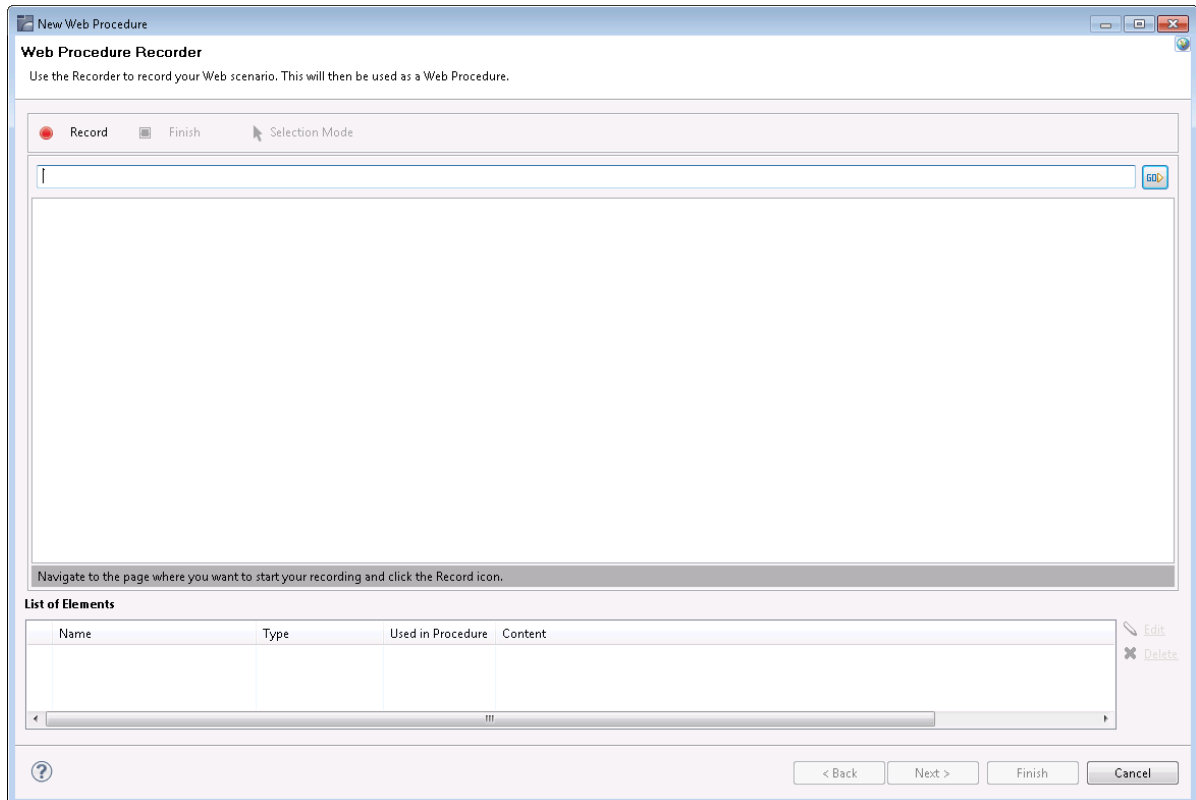 New Web Procedure
Web Procedure Recorder
Use the Recorder to record your Web scenario. This will then be used as a Web Procedure.
Record Finish Selection Mode
GO
Navigate to the page where you want to start your recording and click the Record icon.
List of Elements
Name Type Used in Procedure Content
Edit
Delete
< Back Next > Finish Cancel